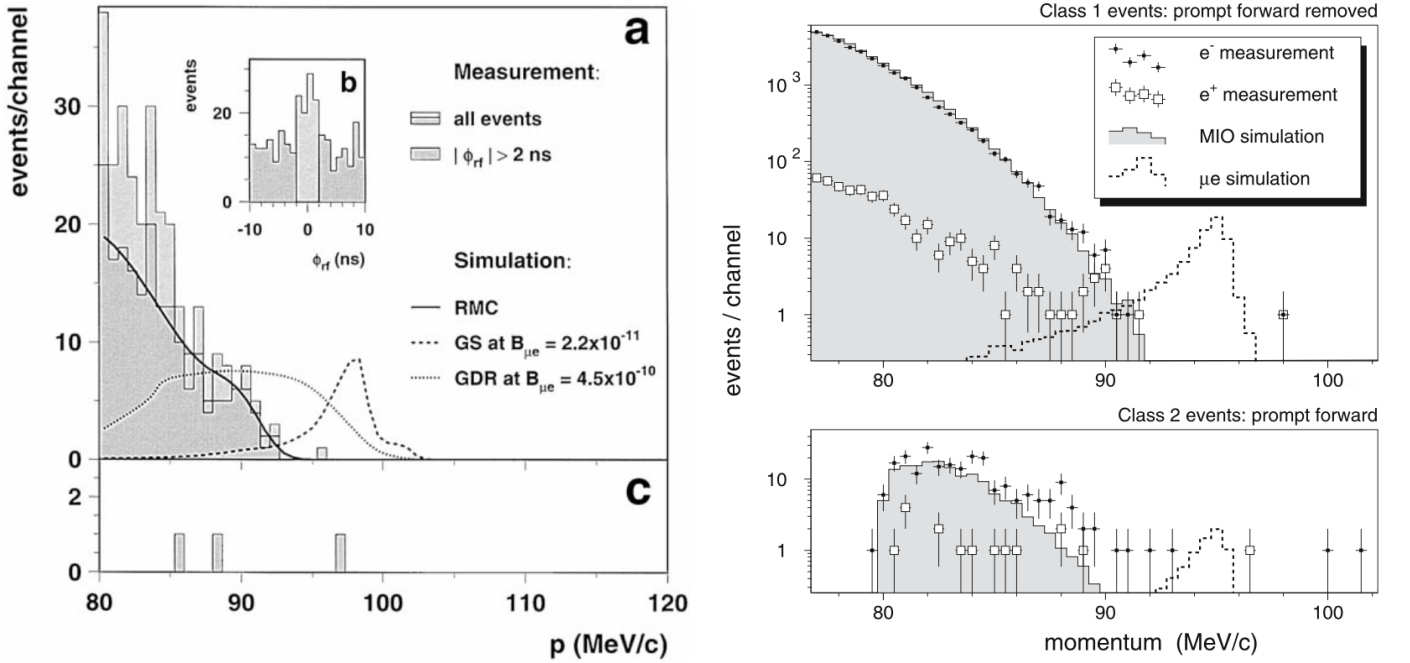 a
b
Measurement:
all events
| ϕrf | > 2 ns
events
20
0
-10
0
10
ϕrf (ns)
Simulation:
RMC
GS at Bμe = 2.2x10-11
GDR at Bμe = 4.5x10-10
events/channel
30
20
10
0
c
2
0
80
90
100
110
120
p (MeV/c)
Class 1 events: prompt forward removed
e- measurement
e+ measurement
MIO simulation
μe simulation
10 3
10 2
10
1
80
90
100
events / channel
Class 2 events: prompt forward
10
1
80
90
100
momentum (MeV/c)